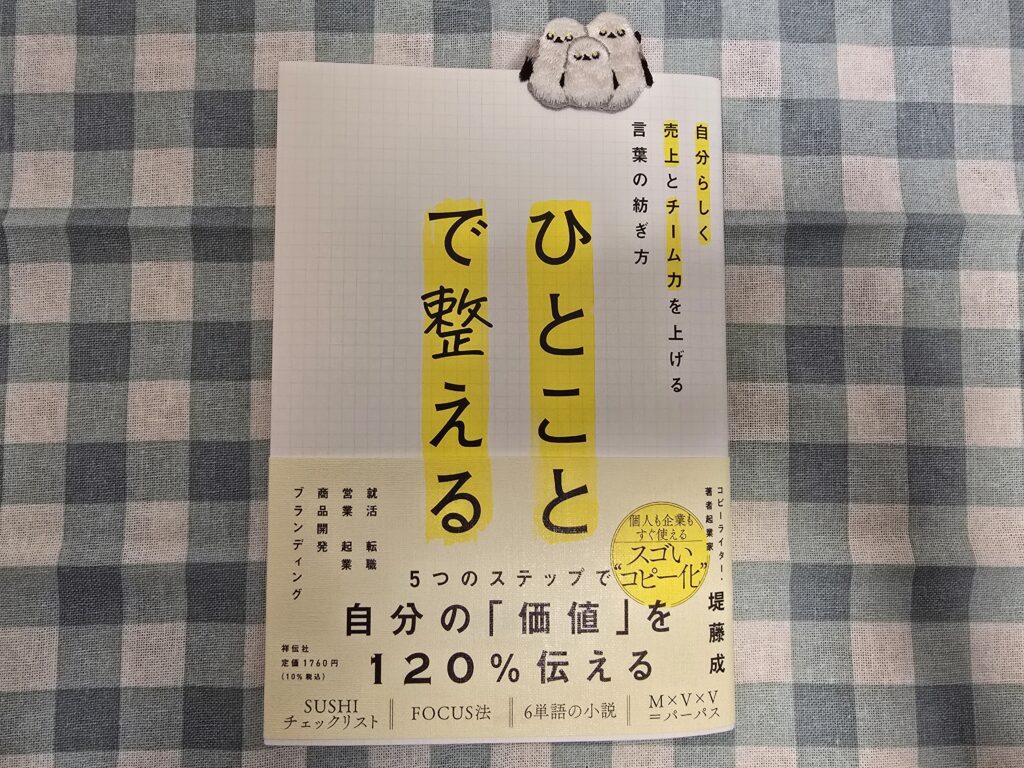 自分らしく
売上とチーム力を上げる
言葉の紡ぎ方
ひとこと
で整える
コピーライター・
著者起業家
堤藤成
個人も企業も
すぐ使える
スゴい
“コピー化”
就活 転職
営業 起業
商品開発
ブランディング
5つのステップで
自分の「価値」を
120%伝える
祥伝社
定価1760円
(10%税込)
SUSHI
チェックリスト
FOCUS法
6単語の小説
M×V×V
=パーパス